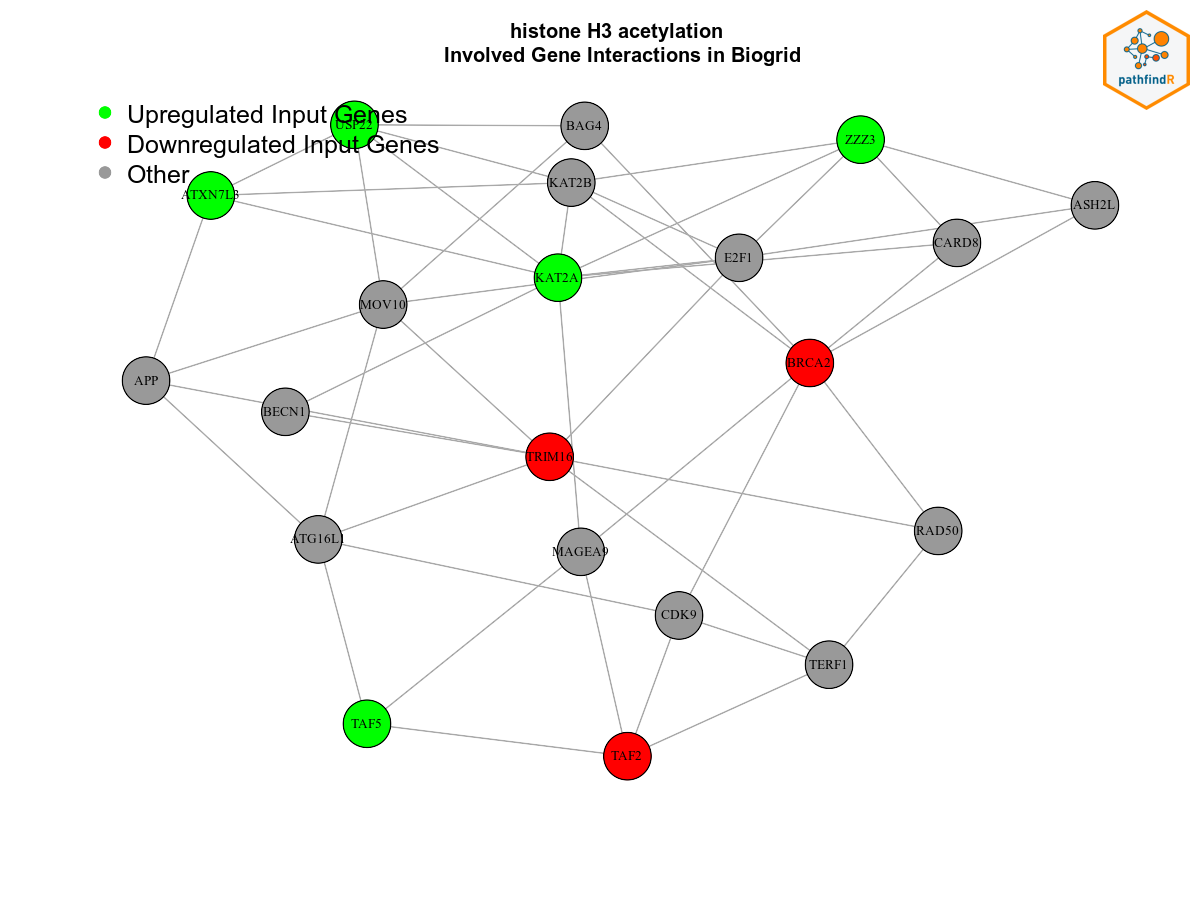 histone H3 acetylation
Involved Gene Interactions in Biogrid
pathfindR
Upregulated Input Genes
Downregulated Input Genes
Other
USP22
BAG4
ZZZ3
KAT2B
ATXN7L3
ASH2L
CARD8
E2F1
KAT2A
MOV10
BRCA2
APP
BECN1
TRIM16
RAD50
ATG16L1
MAGEA9
CDK9
TERF1
TAF5
TAF2